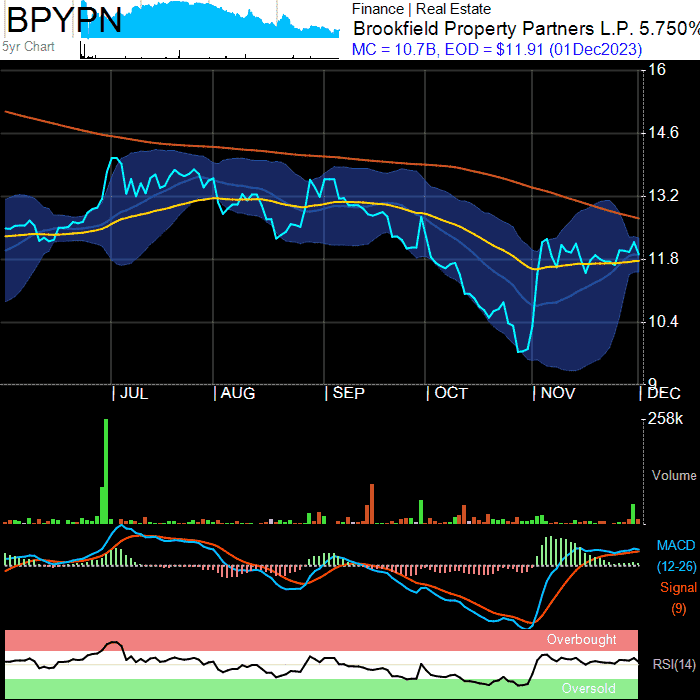 BPYPN
5yr Chart
Finance | Real Estate
Brookfield Property Partners L.P. 5.750%
MC = 10.7B, EOD = $11.91 (01Dec2023)
16
14.6
13.2
11.8
10.4
9
JUL AUG SEP OCT NOV DEC
258k
Volume
MACD
(12-26)
Signal
(9)
Overbought
RSI(14)
Oversold